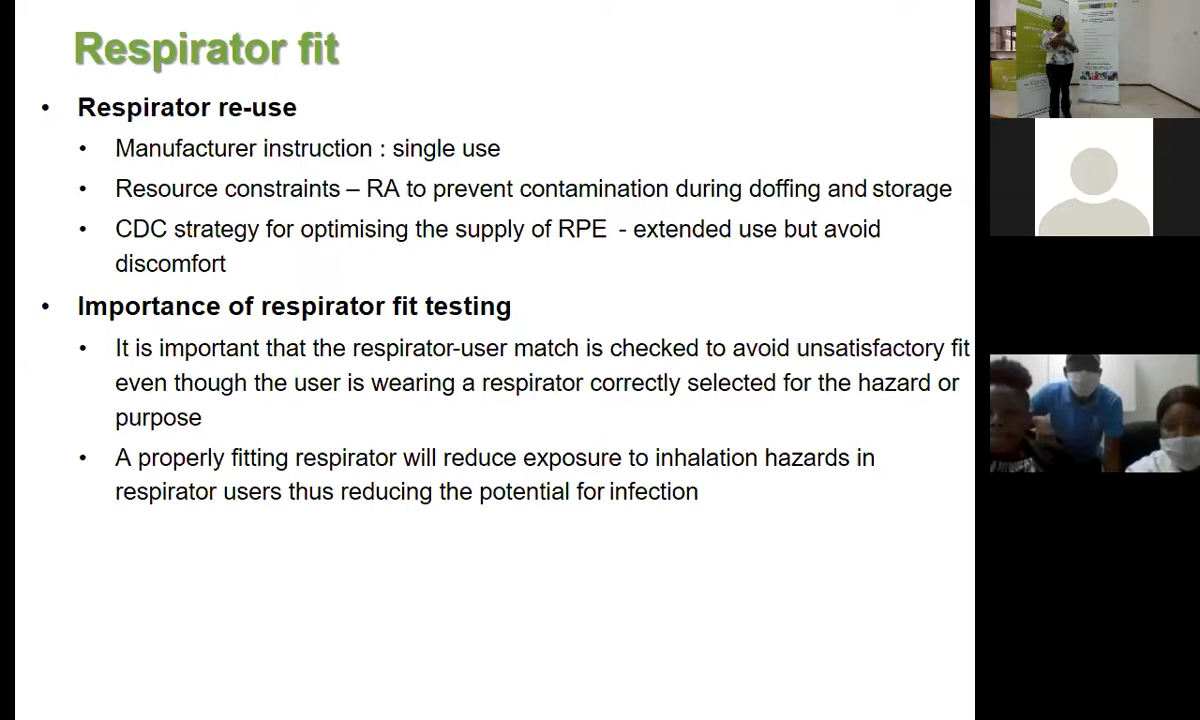 Respirator fit
• Respirator re-use
• Manufacturer instruction : single use
• Resource constraints – RA to prevent contamination during doffing and storage
• CDC strategy for optimising the supply of RPE - extended use but avoid
discomfort
• Importance of respirator fit testing
• It is important that the respirator-user match is checked to avoid unsatisfactory fit
even though the user is wearing a respirator correctly selected for the hazard or
purpose
• A properly fitting respirator will reduce exposure to inhalation hazards in
respirator users thus reducing the potential for infection